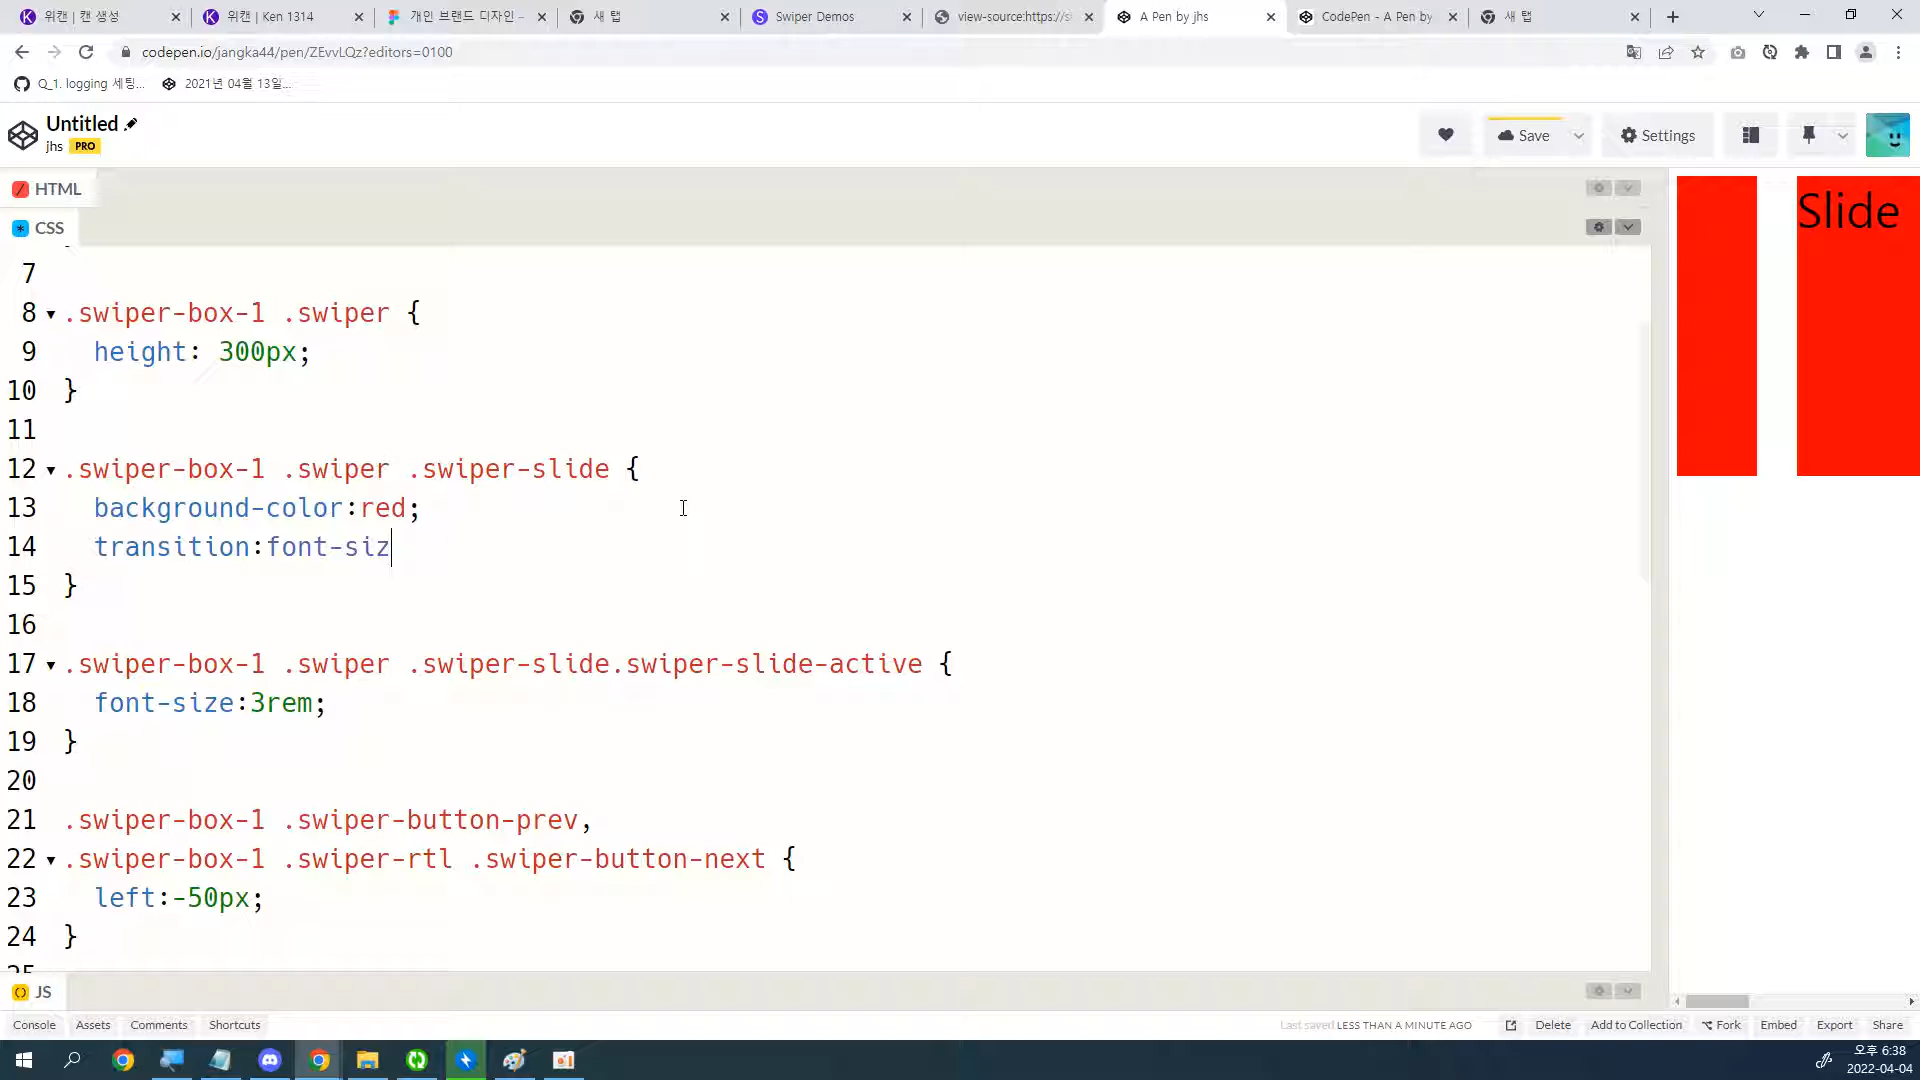 위캔 | 캔 생성
위캔 | Ken 1314
개인 브랜드 디자인 -
새 탭
Swiper Demos
view-source:https://s
A Pen by jhs
CodePen - A Pen by
새 탭
codepen.io/jangka44/pen/ZEvvLQz?editors=0100
Q_1. logging 세팅...
2021년 04월 13일...
Untitled
jhs PRO
Save
Settings
HTML
CSS
7
8 .swiper-box-1 .swiper {
9 height: 300px;
10 }
11
12 .swiper-box-1 .swiper .swiper-slide {
13 background-color:red;
14 transition:font-siz
15 }
16
17 .swiper-box-1 .swiper .swiper-slide.swiper-slide-active {
18 font-size:3rem;
19 }
20
21 .swiper-box-1 .swiper-button-prev,
22 .swiper-box-1 .swiper-rtl .swiper-button-next {
23 left:-50px;
24 }
25
Slide
JS
Console
Assets
Comments
Shortcuts
Last saved LESS THAN A MINUTE AGO
Delete
Add to Collection
Fork
Embed
Export
Share
오후 6:38
2022-04-04